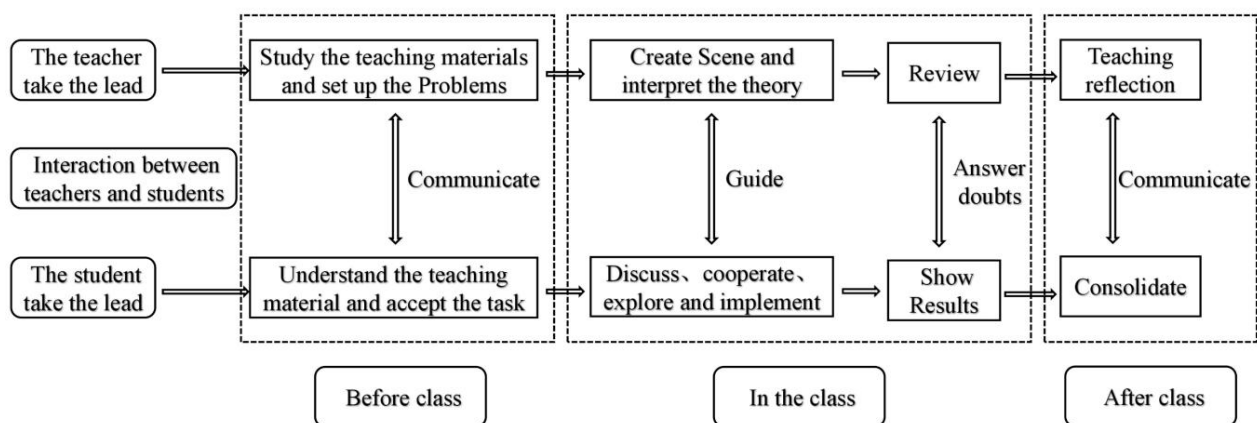 The teacher
take the lead
Study the teaching materials
and set up the Problems
Create Scene and
interpret the theory
Review
Teaching
reflection
Interaction between
teachers and students
Communicate
Guide
Answer
doubts
Communicate
The student
take the lead
Understand the teaching
material and accept the task
Discuss、cooperate、
explore and implement
Show
Results
Consolidate
Before class
In the class
After class